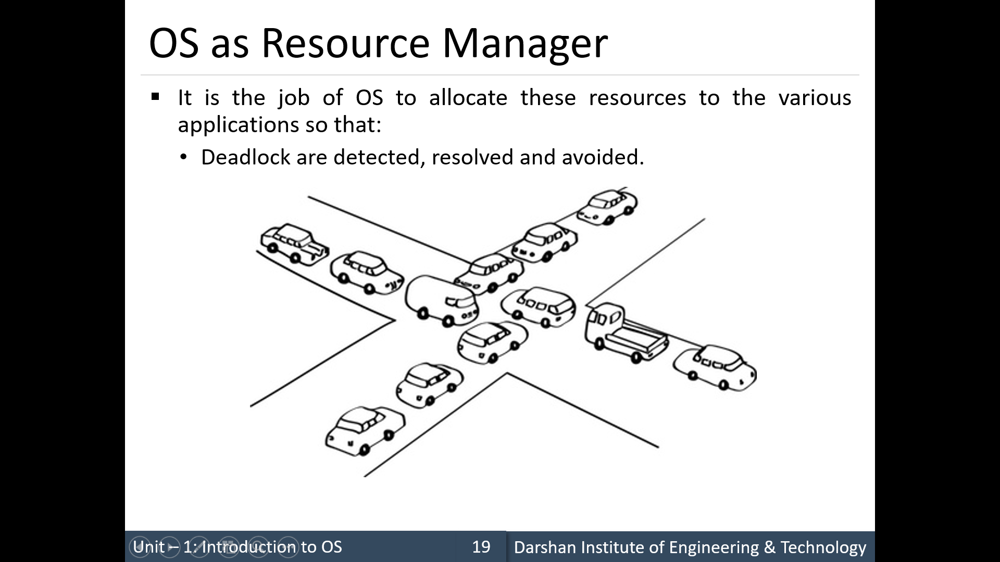 OS as Resource Manager
▪ It is the job of OS to allocate these resources to the various
applications so that:
• Deadlock are detected, resolved and avoided.
Unit – 1: Introduction to OS
19
Darshan Institute of Engineering & Technology